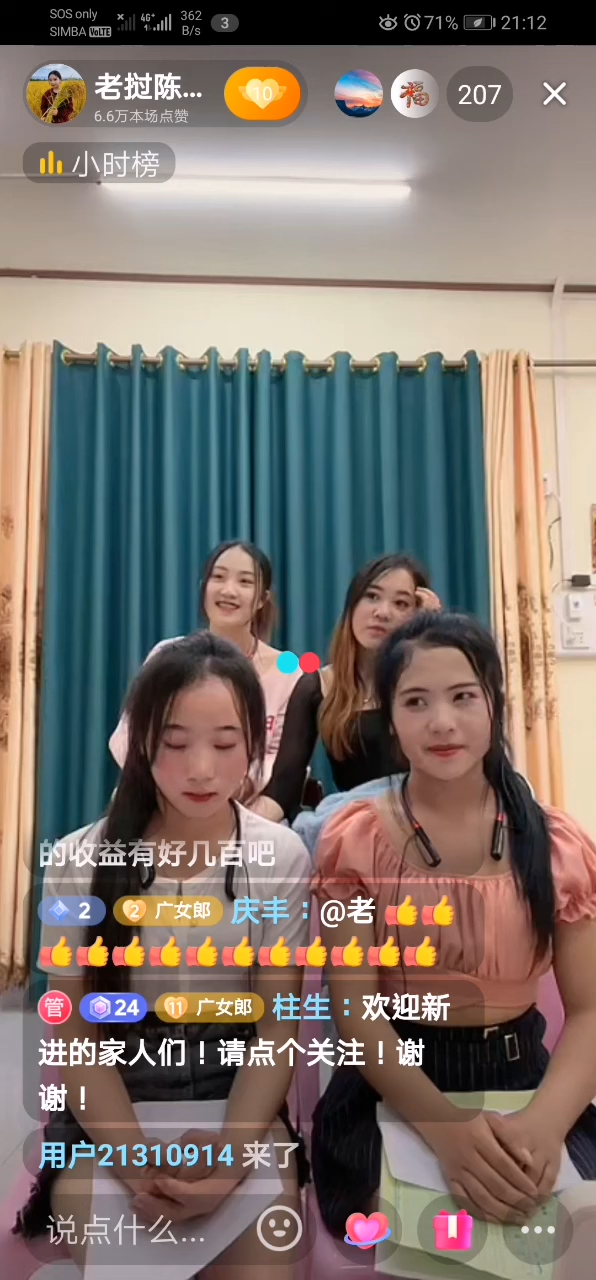 SOS only
SIMBA VoLTE
4G+
362
B/s
3
71%
21:12
老挝陈...
6.6万本场点赞
10
福
207
小时榜
的收益有好几百吧
2 2 广女郎 庆丰：@老 👍👍
👍👍👍👍👍👍👍👍👍👍👍
管 24 11 广女郎 柱生：欢迎新
进的家人们！请点个关注！谢
谢！
用户21310914 来了
说点什么...